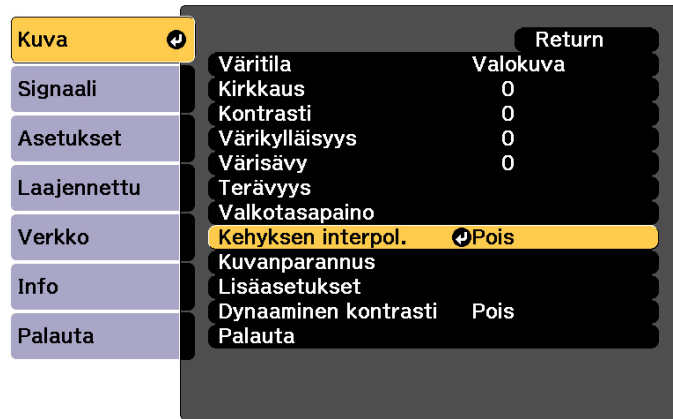 Kuva
Signaali
Asetukset
Laajennettu
Verkko
Info
Palauta
Return
Väritila Valokuva
Kirkkaus 0
Kontrasti 0
Värikylläisyys 0
Värisävy 0
Terävyys
Valkotasapaino
Kehyksen interpol. Pois
Kuvanparannus
Lisäasetukset
Dynaaminen kontrasti Pois
Palauta